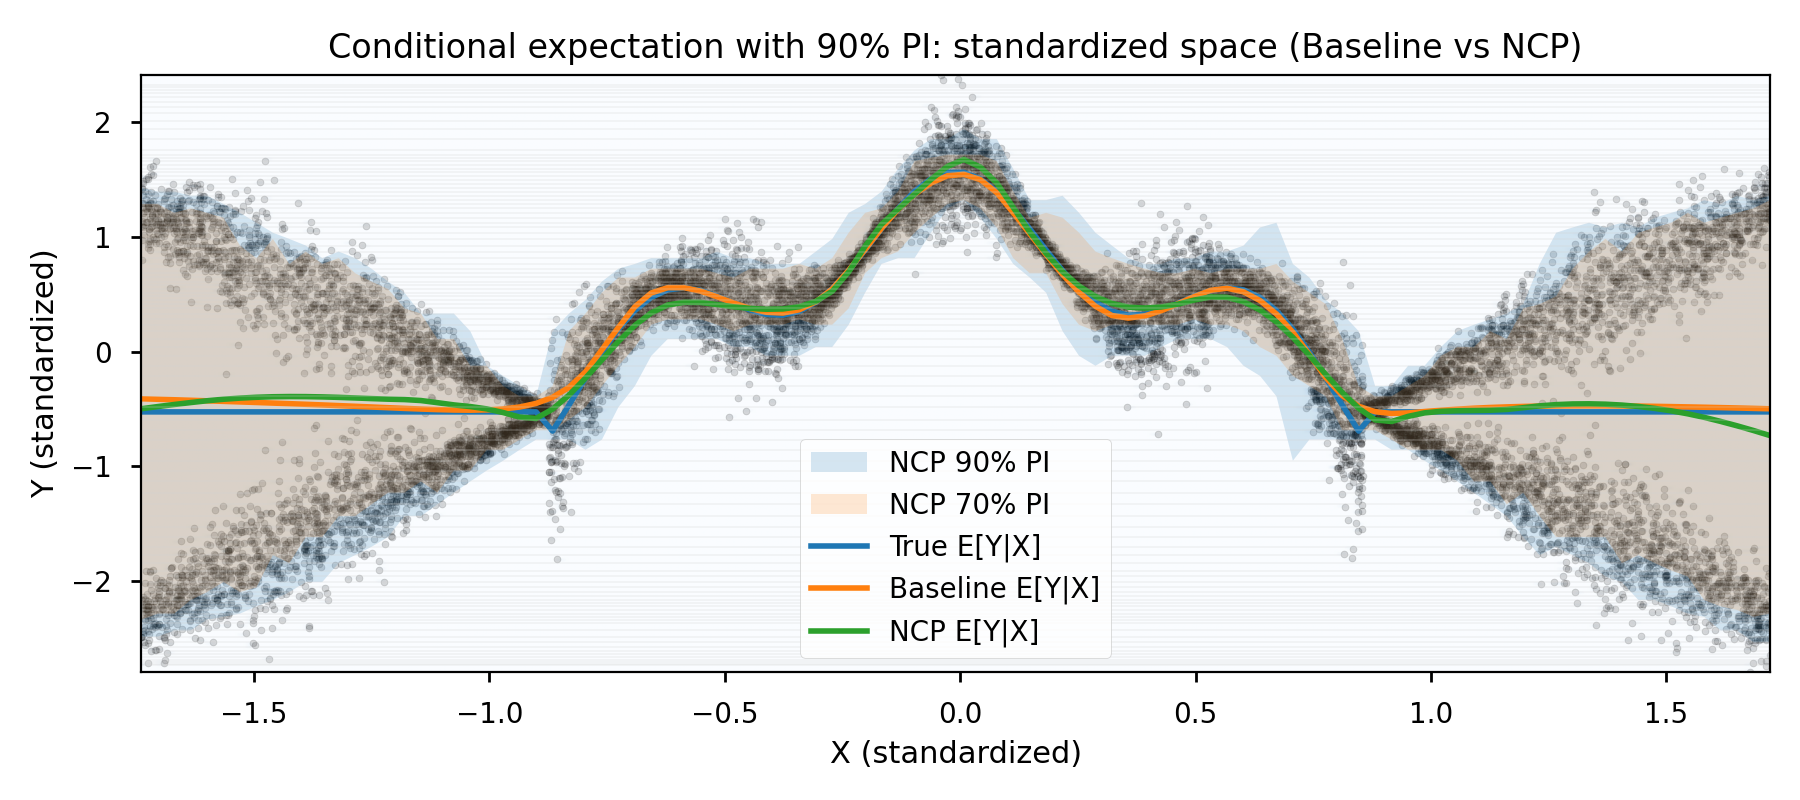 Conditional expectation with 90% PI: standardized space (Baseline vs NCP)
Y (standardized)
2
1
0
−1
−2
NCP 90% PI
NCP 70% PI
True E[Y|X]
Baseline E[Y|X]
NCP E[Y|X]
−1.5 −1.0 −0.5 0.0 0.5 1.0 1.5
X (standardized)